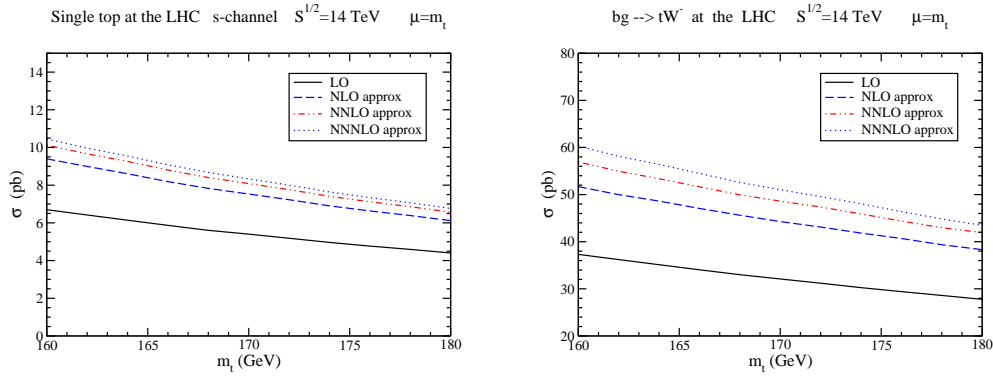 Single top at the LHC s-channel S^1/2=14 TeV μ=m_t
14
12
10
8
6
4
2
0
σ (pb)
LO
NLO approx
NNLO approx
NNNLO approx
160 165 170 175 180
m_t (GeV)
bg --> tW^- at the LHC S^1/2=14 TeV μ=m_t
80
70
60
50
40
30
20
σ (pb)
LO
NLO approx
NNLO approx
NNNLO approx
160 165 170 175 180
m_t (GeV)